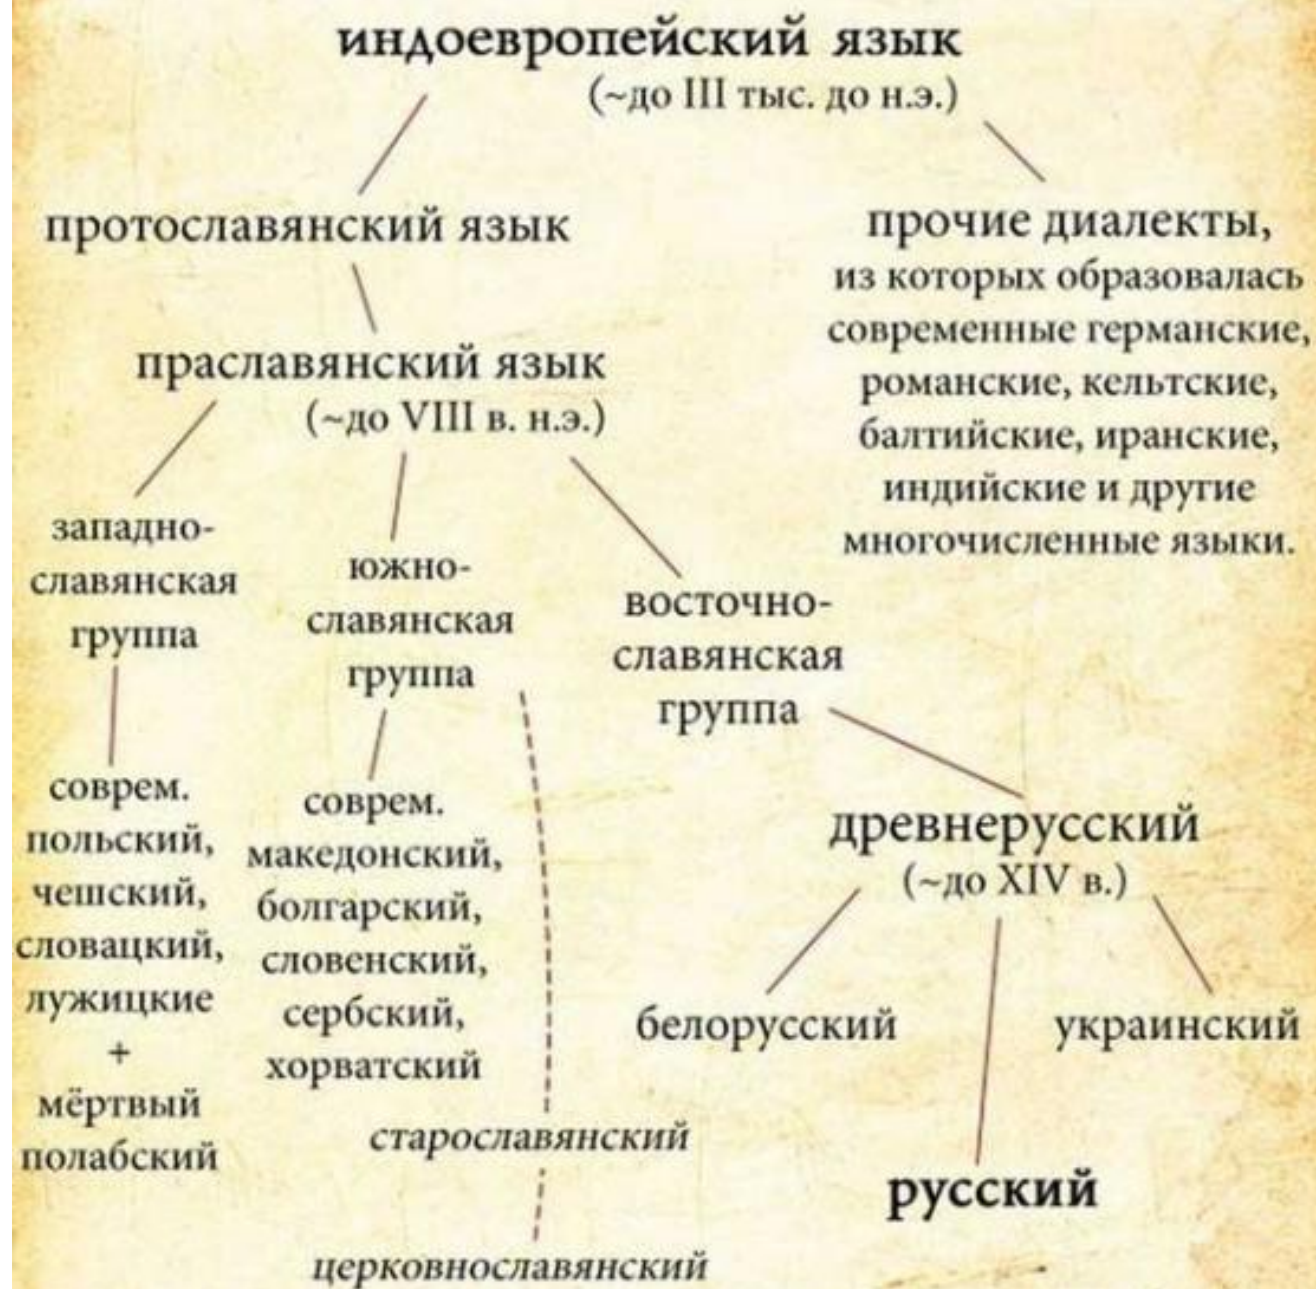 индоевропейский язык
(~до III тыс. до н.э.)
протославянский язык
прочие диалекты,
из которых образовалась
современные германские,
романские, кельтские,
балтийские, иранские,
индийские и другие
многочисленные языки.
праславянский язык
(~до VIII в. н.э.)
западно-
славянская
группа
южно-
славянская
группа
восточно-
славянская
группа
соврем.
польский,
чешский,
словацкий,
лужицкие
+
мёртвый
полабский
соврем.
македонский,
болгарский,
словенский,
сербский,
хорватский
старославянский
церковнославянский
древнерусский
(~до XIV в.)
белорусский
украинский
русский